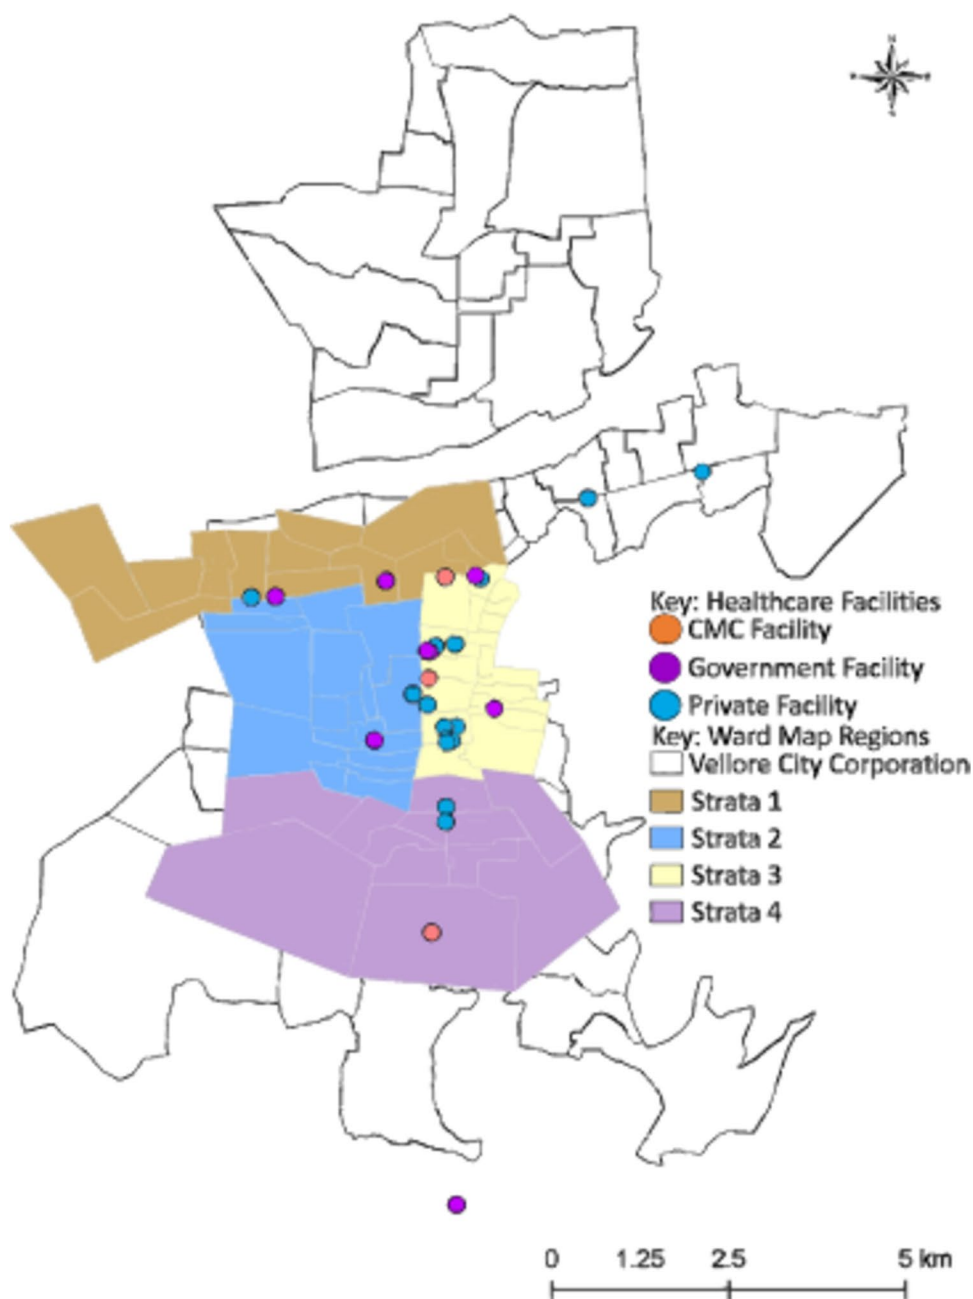 Key: Healthcare Facilities
CMC Facility
Government Facility
Private Facility
Key: Ward Map Regions
Vellore City Corporation
Strata 1
Strata 2
Strata 3
Strata 4
0 1.25 2.5 5 km